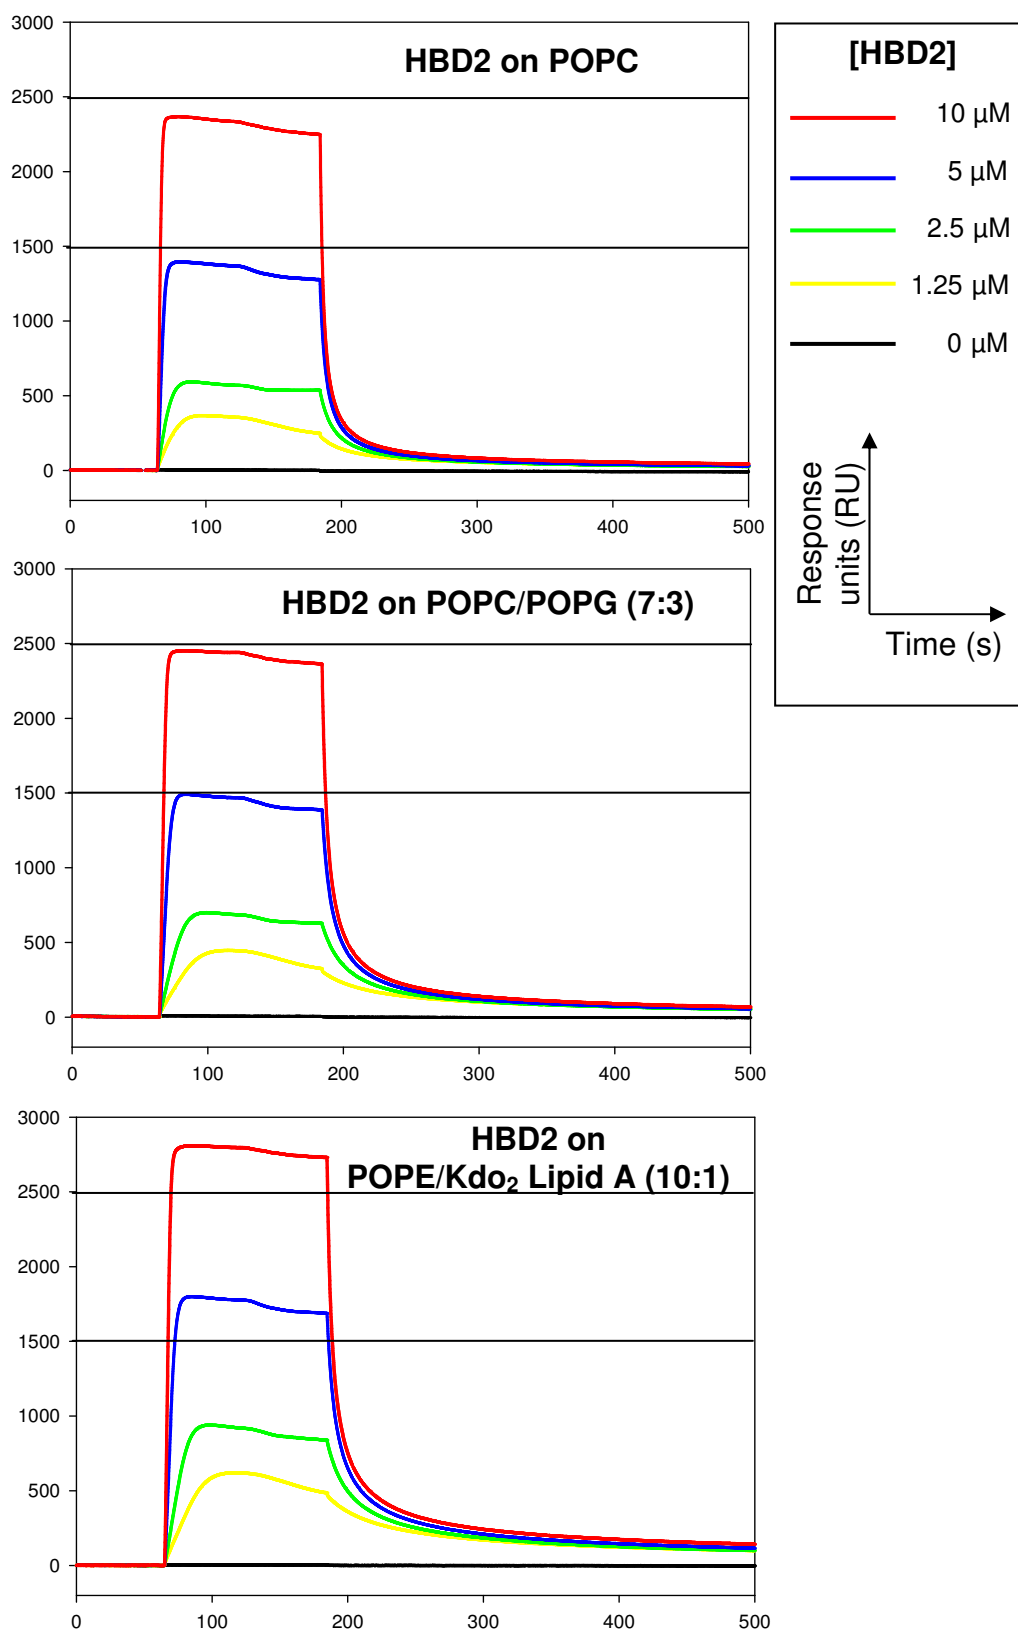 HBD2 on POPC
3000
2500
2000
1500
1000
500
0
0 100 200 300 400 500
[HBD2]
10 µM
5 µM
2.5 µM
1.25 µM
0 µM
Response
units (RU)
Time (s)
HBD2 on POPC/POPG (7:3)
3000
2500
2000
1500
1000
500
0
0 100 200 300 400 500
HBD2 on
POPE/Kdo₂ Lipid A (10:1)
3000
2500
2000
1500
1000
500
0
0 100 200 300 400 500